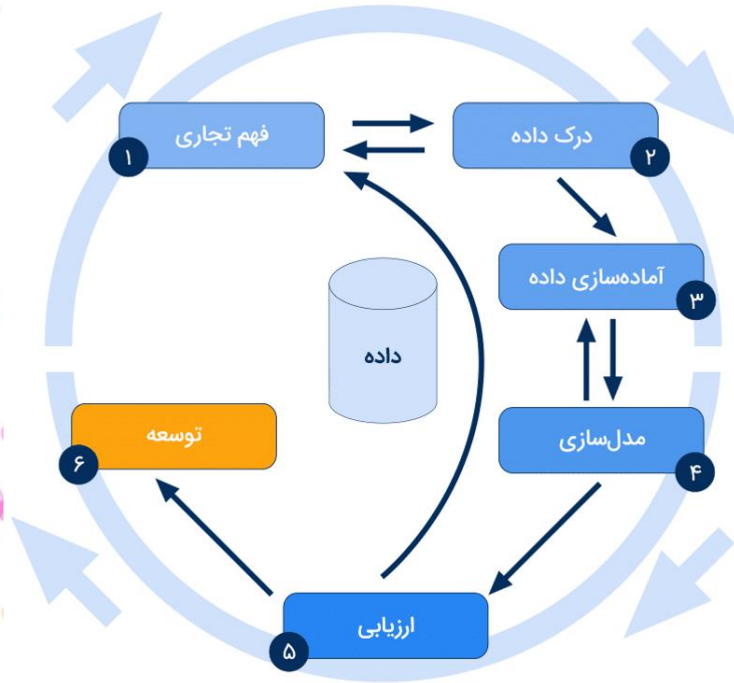 فهم تجاری
۱
درک داده
۲
آماده‌سازی داده
۳
مدل‌سازی
۴
ارزیابی
۵
توسعه
۶
داده